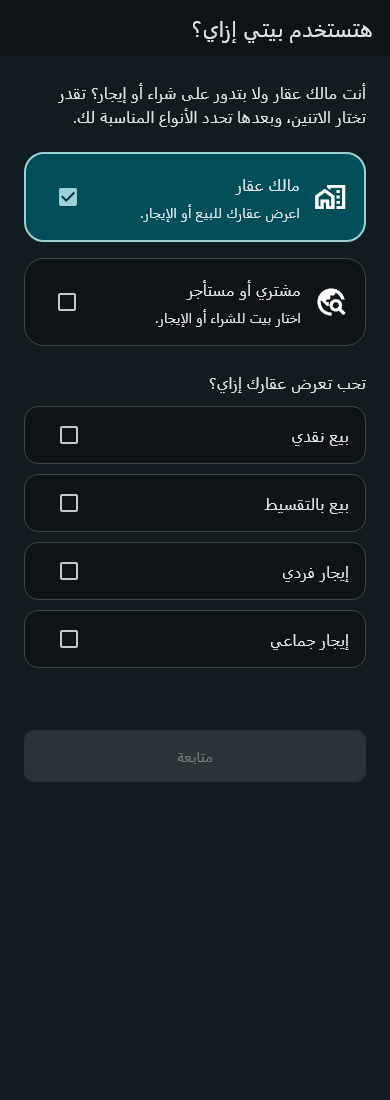 هتستخدم بيتي إزاي؟
أنت مالك عقار ولا بتدور على شراء أو إيجار؟ تقدر
تختار الاتنين، وبعدها تحدد الأنواع المناسبة لك.
مالك عقار
اعرض عقارك للبيع أو الإيجار.
مشتري أو مستأجر
اختار بيت للشراء أو الإيجار.
تحب تعرض عقارك إزاي؟
بيع نقدي
بيع بالتقسيط
إيجار فردي
إيجار جماعي
متابعة